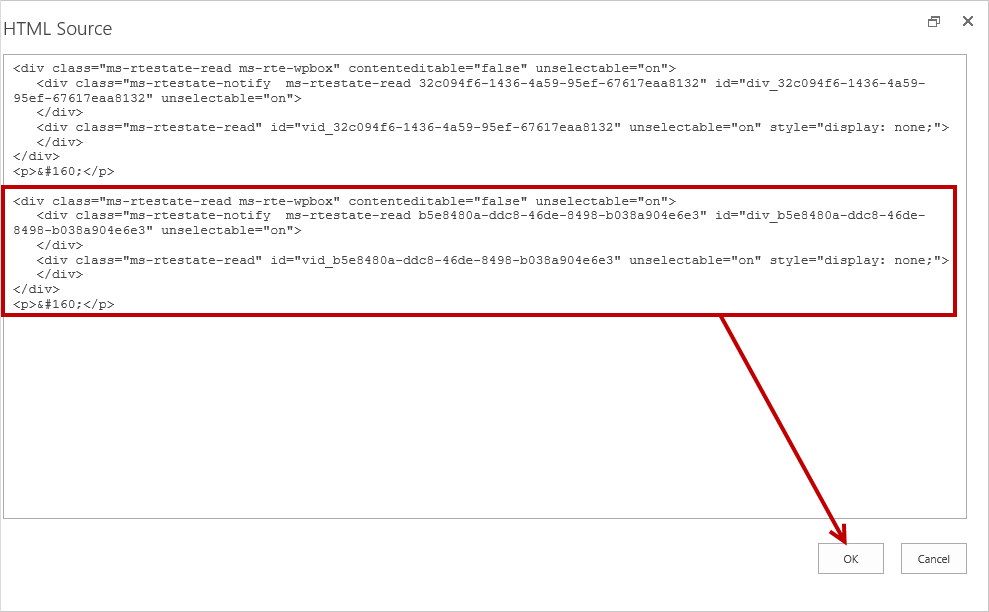 HTML Source
<div class="ms-rtestate-read ms-rte-wpbox" contenteditable="false" unselectable="on">
<div class="ms-rtestate-notify  ms-rtestate-read 32c094f6-1436-4a59-95ef-67617eaa8132" id="div_32c094f6-1436-4a59-
95ef-67617eaa8132" unselectable="on">
</div>
<div class="ms-rtestate-read" id="vid_32c094f6-1436-4a59-95ef-67617eaa8132" unselectable="on" style="display: none;">
</div>
</div>
<p>&#160;</p>
<div class="ms-rtestate-read ms-rte-wpbox" contenteditable="false" unselectable="on">
<div class="ms-rtestate-notify  ms-rtestate-read b5e8480a-ddc8-46de-8498-b038a904e6e3" id="div_b5e8480a-ddc8-46de-
8498-b038a904e6e3" unselectable="on">
</div>
<div class="ms-rtestate-read" id="vid_b5e8480a-ddc8-46de-8498-b038a904e6e3" unselectable="on" style="display: none;">
</div>
</div>
<p>&#160;</p>
OK
Cancel